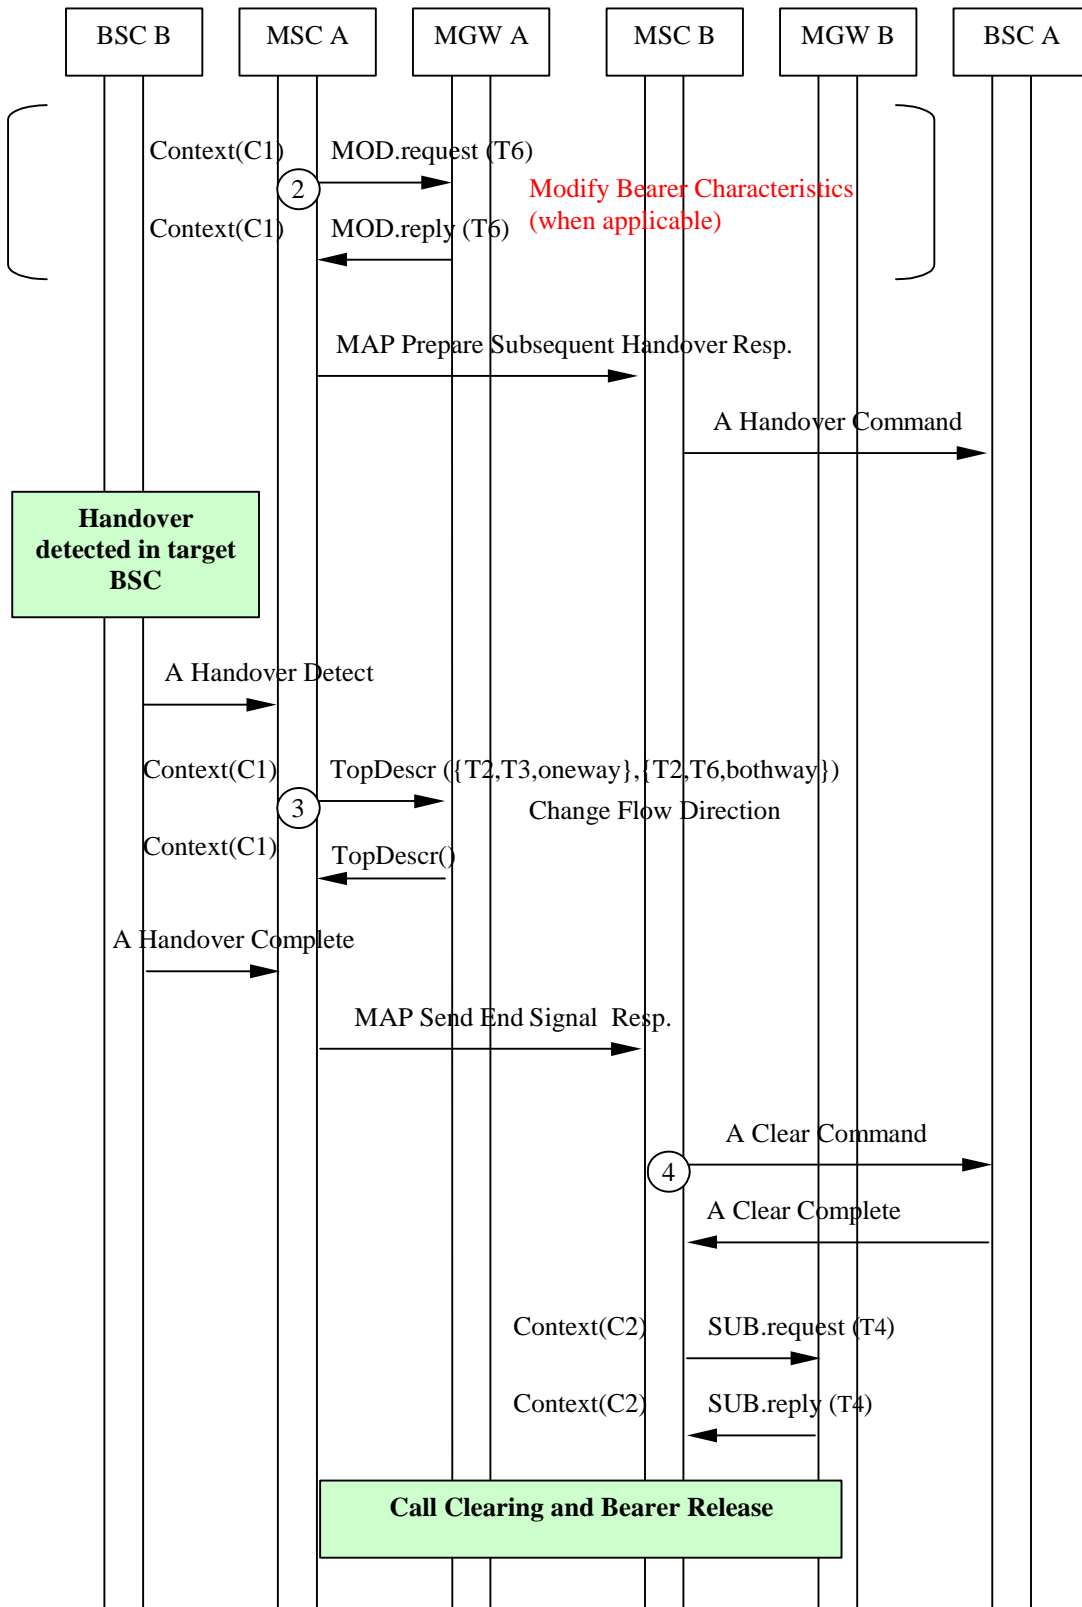 BSC B
MSC A
MGW A
MSC B
MGW B
BSC A
Context(C1)
MOD.request (T6)
2
Modify Bearer Characteristics
(when applicable)
Context(C1)
MOD.reply (T6)
MAP Prepare Subsequent Handover Resp.
A Handover Command
Handover
detected in target
BSC
A Handover Detect
Context(C1)
TopDescr ({T2,T3,oneway},{T2,T6,bothway})
3
Change Flow Direction
Context(C1)
TopDescr()
A Handover Complete
MAP Send End Signal  Resp.
A Clear Command
4
A Clear Complete
Context(C2)
SUB.request (T4)
Context(C2)
SUB.reply (T4)
Call Clearing and Bearer Release